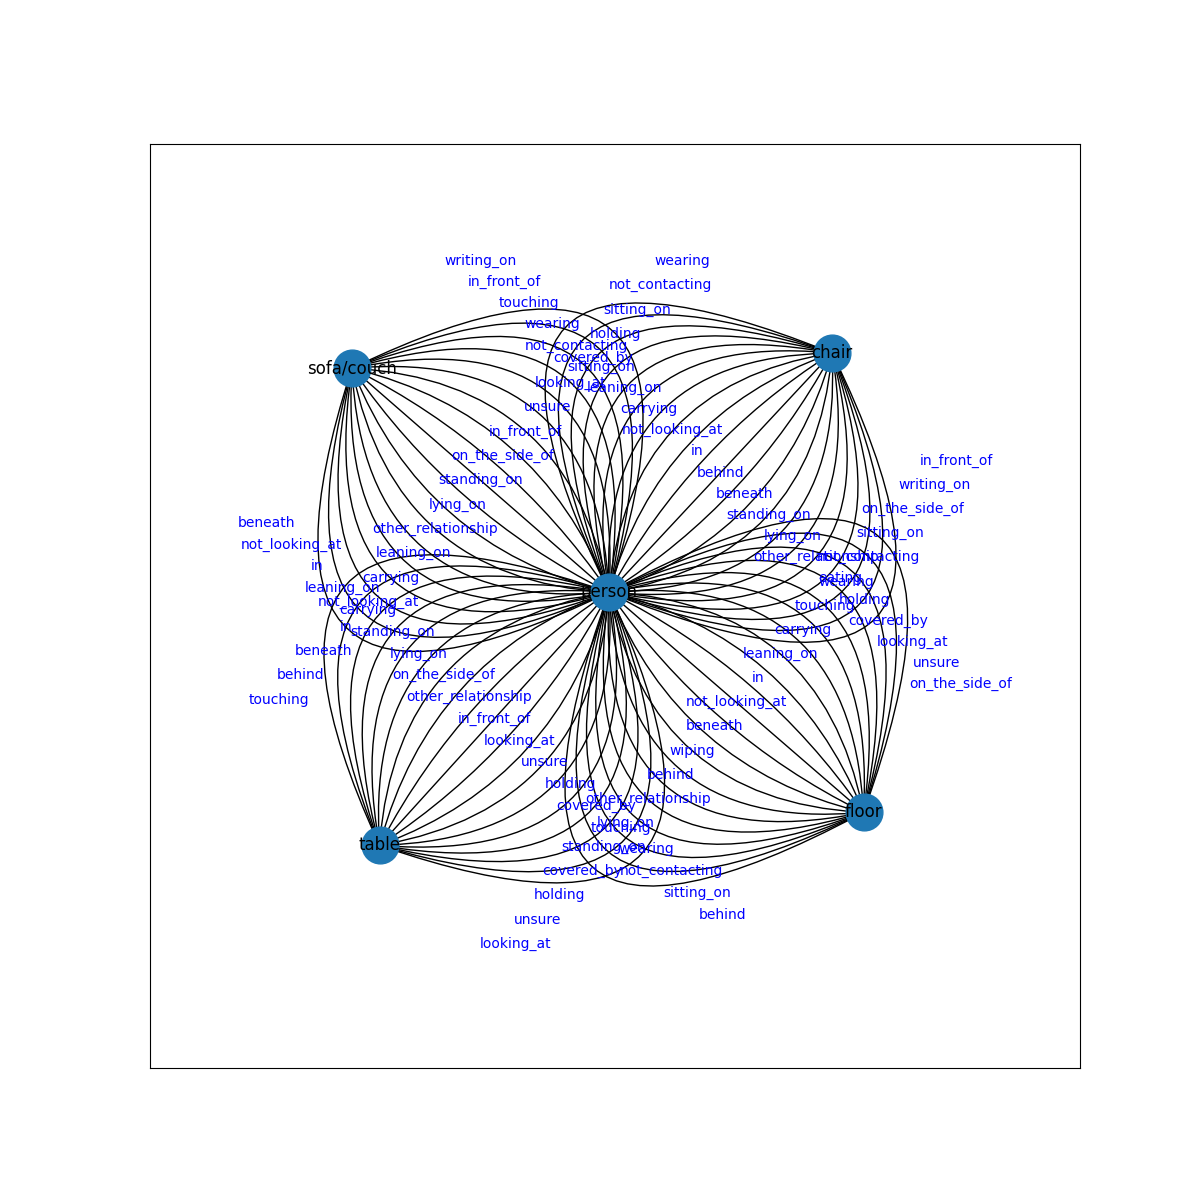 writing_on
wearing
in_front_of
not_contacting
touching
sitting_on
wearing
holding
not_contacting
covered_by
chair
sofa/couch
sitting_on
looking_at
leaning_on
unsure
carrying
in_front_of
not_looking_at
on_the_side_of
in
in_front_of
behind
standing_on
writing_on
beneath
lying_on
on_the_side_of
beneath
standing_on
other_relationship
sitting_on
not_looking_at
lying_on
leaning_on
other_relationship
not_contacting
in
carrying
eating
wearing
leaning_on
person
not_looking_at
holding
carrying
touching
covered_by
in
standing_on
carrying
looking_at
beneath
lying_on
leaning_on
unsure
behind
on_the_side_of
in
on_the_side_of
touching
other_relationship
not_looking_at
in_front_of
beneath
looking_at
wiping
unsure
behind
holding
other_relationship
covered_by
floor
lying_on
touching
table
standing_on
wearing
covered_by
not_contacting
holding
sitting_on
unsure
behind
looking_at